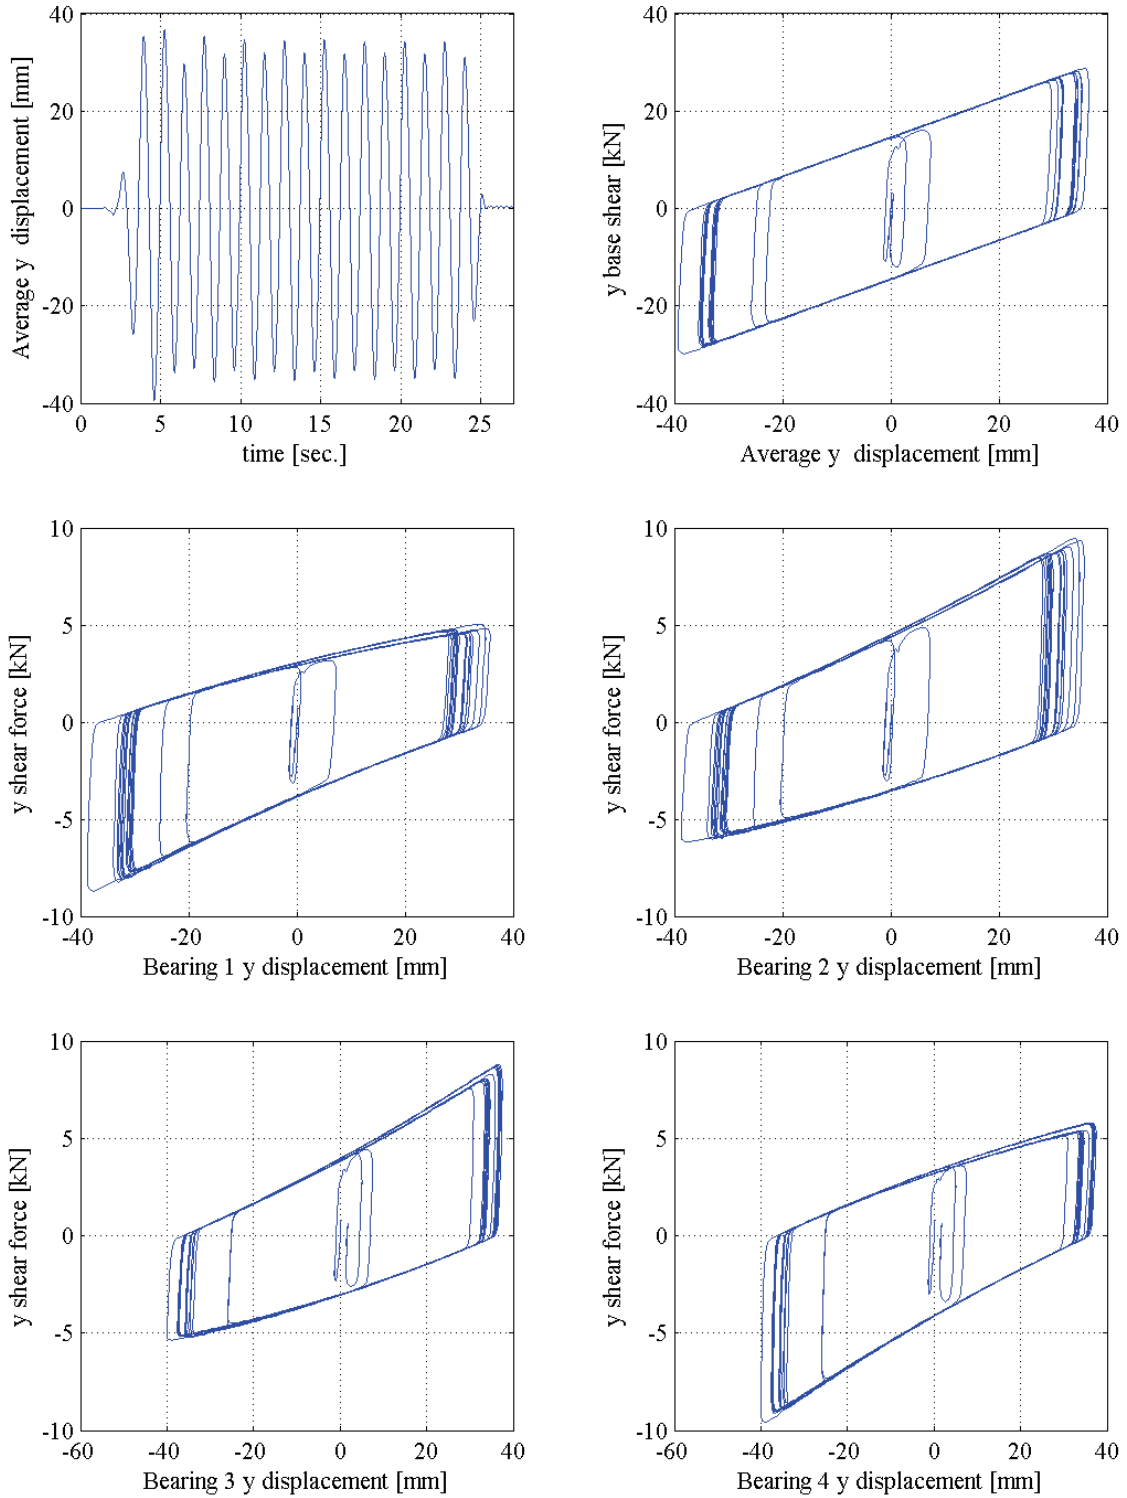 40
20
0
-20
-40
0 5 10 15 20 25
Average y displacement [mm]
time [sec.]
40
20
0
-20
-40
-40 -20 0 20 40
y base shear [kN]
Average y displacement [mm]
10
5
0
-5
-10
-40 -20 0 20 40
y shear force [kN]
Bearing 1 y displacement [mm]
10
5
0
-5
-10
-40 -20 0 20 40
y shear force [kN]
Bearing 2 y displacement [mm]
10
5
0
-5
-10
-60 -40 -20 0 20 40
y shear force [kN]
Bearing 3 y displacement [mm]
10
5
0
-5
-10
-60 -40 -20 0 20 40
y shear force [kN]
Bearing 4 y displacement [mm]